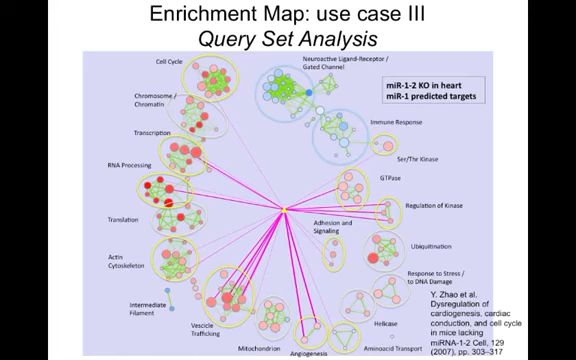 Enrichment Map: use case III
Query Set Analysis
Cell Cycle
Neuroactive Ligand-Receptor /
Gated Channel
miR-1-2 KO in heart
miR-1 predicted targets
Chromosome /
Chromatin
Immune Response
Transcription
Ser/Thr Kinase
RNA Processing
GTPase
Regulation of Kinase
Translation
Adhesion and
Signaling
Ubiquitination
Actin
Cytoskeleton
Response to Stress /
to DNA Damage
Intermediate
Filament
Vescicle
Trafficking
Mitochondrion
Angiogenesis
Helicase
Aminoacid Transport
Y. Zhao et al.
Dysregulation of
cardiogenesis, cardiac
conduction, and cell cycle
in mice lacking
miRNA-1-2 Cell, 129
(2007), pp. 303–317